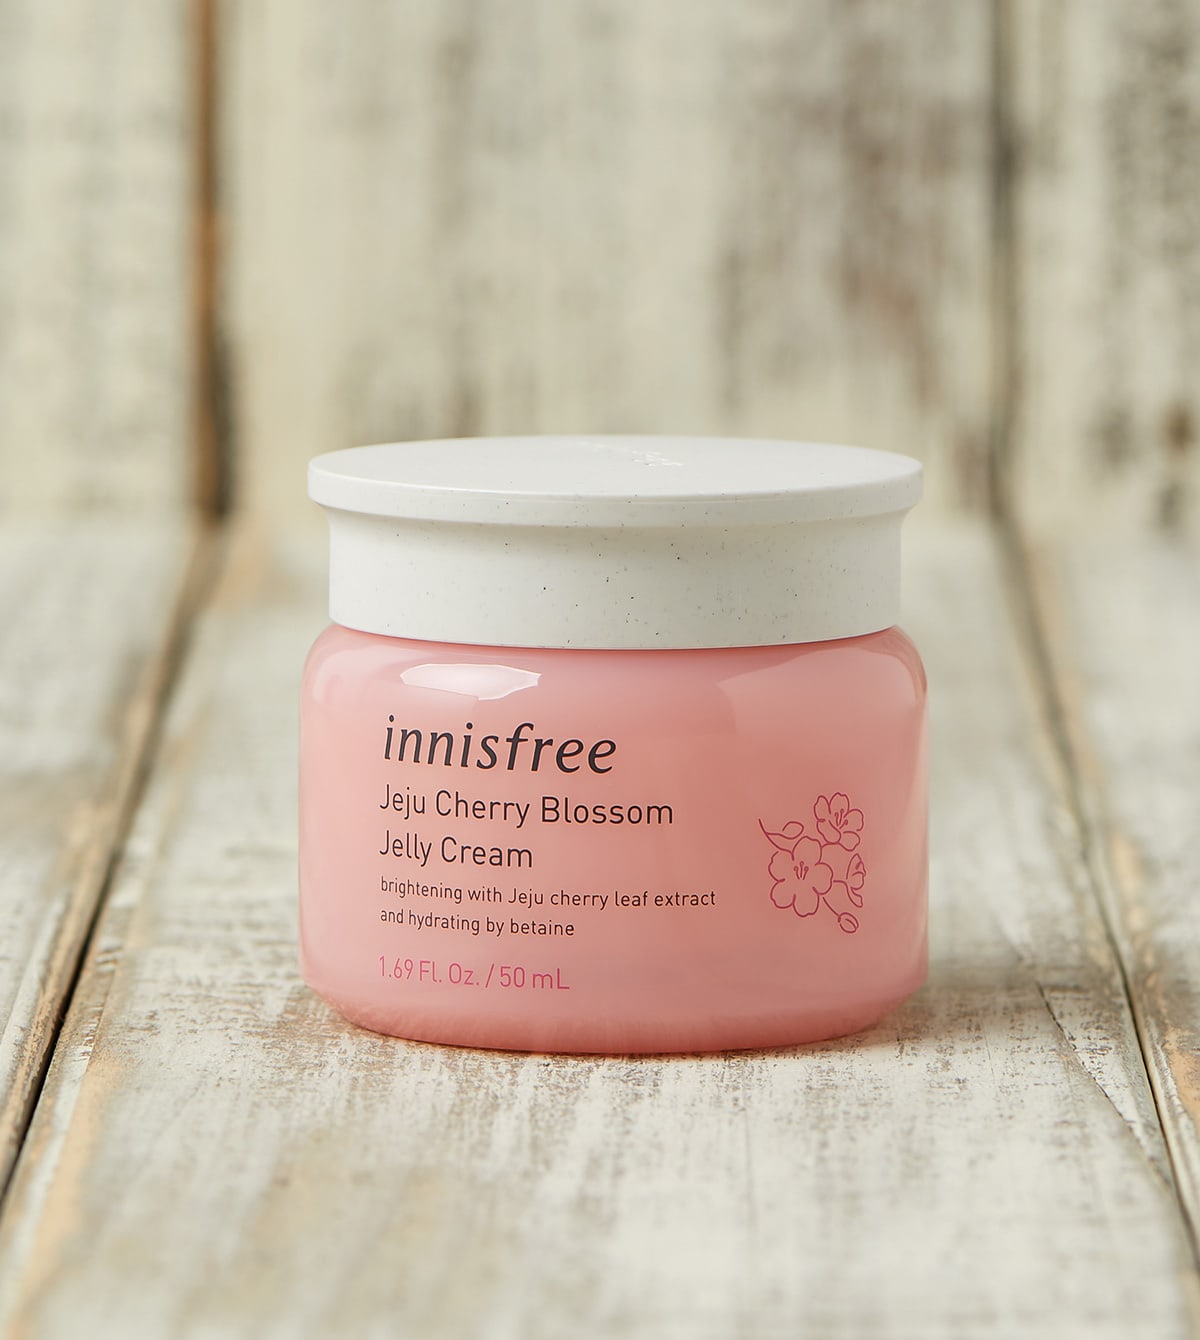 innisfree
Jeju Cherry Blossom
Jelly Cream
brightening with Jeju cherry leaf extract
and hydrating by betaine
1.69 Fl. Oz. / 50 mL